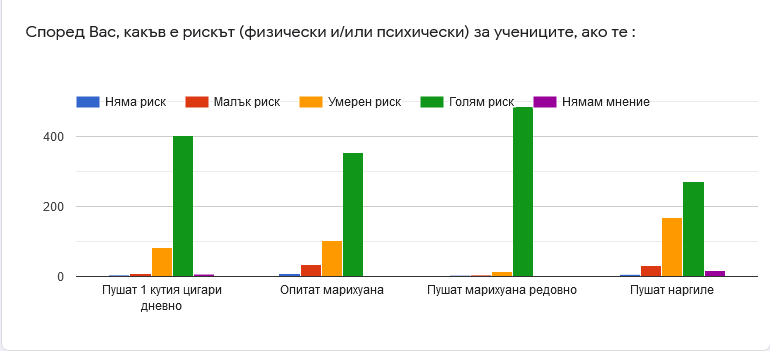 Според Вас, какъв е рискът (физически и/или психически) за учениците, ако те :
Няма риск Малък риск Умерен риск Голям риск Нямам мнение
400
200
0
Пушат 1 кутия цигари дневно
Опитат марихуана
Пушат марихуана редовно
Пушат наргиле